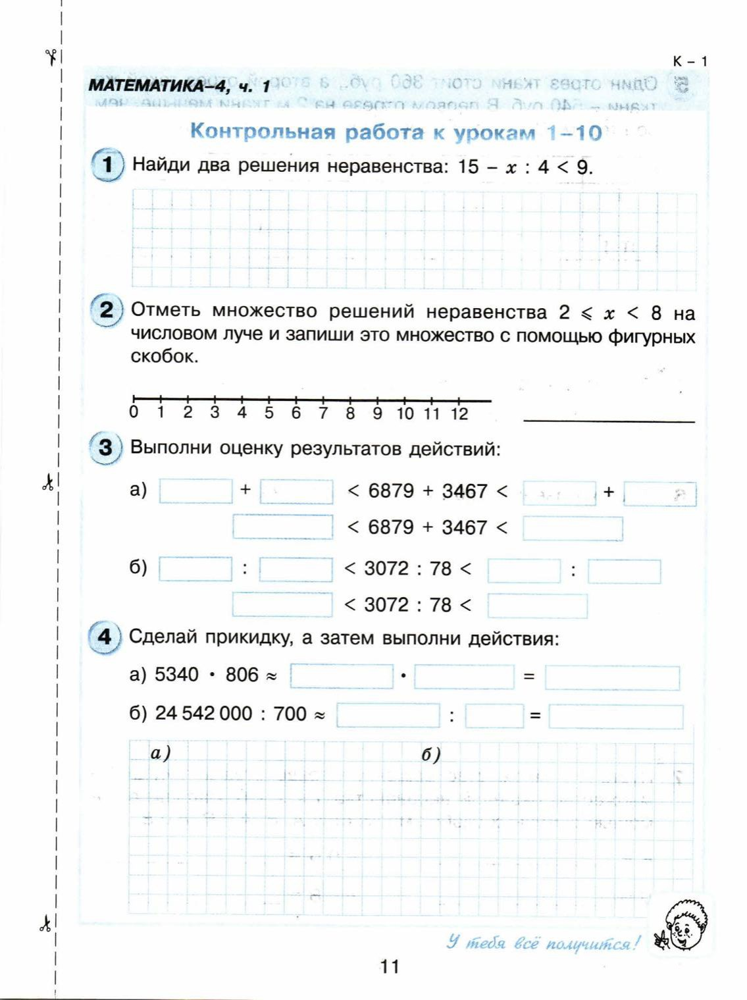 К – 1
МАТЕМАТИКА–4, ч. 1
Контрольная работа к урокам 1–10
1 Найди два решения неравенства: 15 – x : 4 < 9.
2 Отметь множество решений неравенства 2 ⩽ x < 8 на
числовом луче и запиши это множество с помощью фигурных
скобок.
0 1 2 3 4 5 6 7 8 9 10 11 12
3 Выполни оценку результатов действий:
а) + < 6879 + 3467 < +
< 6879 + 3467 <
б) : < 3072 : 78 < :
< 3072 : 78 <
4 Сделай прикидку, а затем выполни действия:
а) 5340 · 806 ≈ · =
б) 24 542 000 : 700 ≈ : =
а) б)
У тебя всё получится!
11